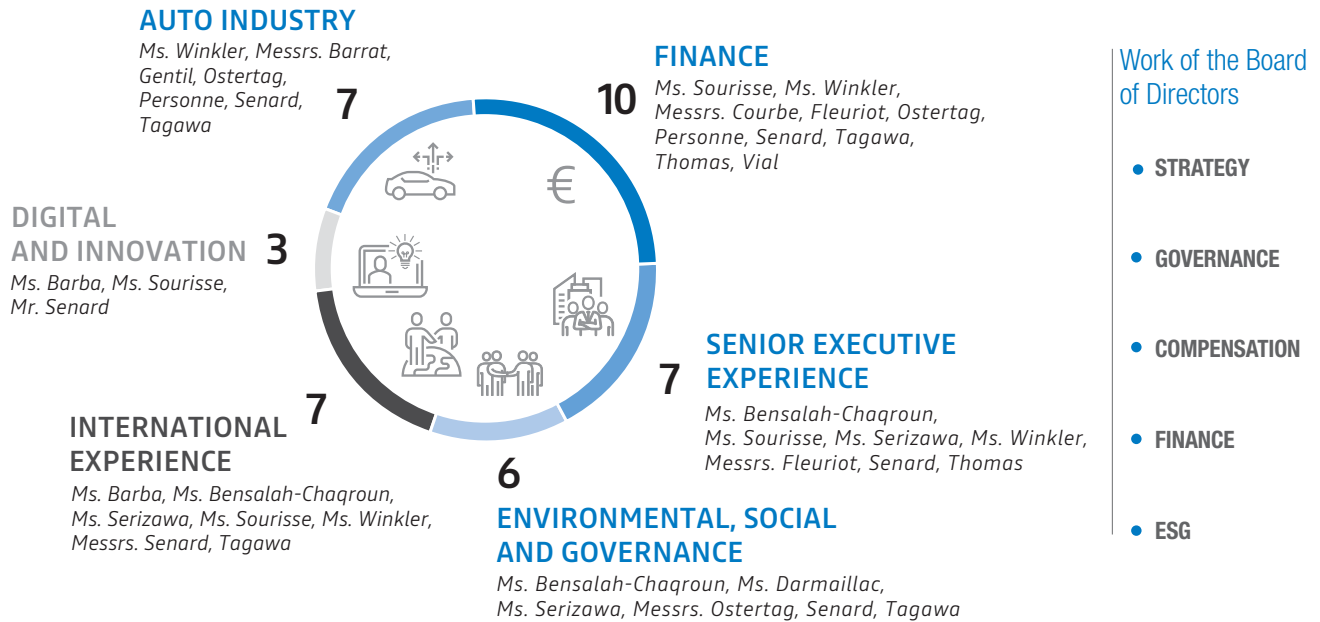 AUTO INDUSTRY
Ms. Winkler, Messrs. Barrat,
Gentil, Ostertag,
Personne, Senard,
Tagawa
7
10
FINANCE
Ms. Sourisse, Ms. Winkler,
Messrs. Courbe, Fleuriot, Ostertag,
Personne, Senard, Tagawa,
Thomas, Vial
€
DIGITAL
AND INNOVATION
3
Ms. Barba, Ms. Sourisse,
Mr. Senard
7
SENIOR EXECUTIVE
EXPERIENCE
Ms. Bensalah-Chaqroun,
Ms. Sourisse, Ms. Serizawa, Ms. Winkler,
Messrs. Fleuriot, Senard, Thomas
7
INTERNATIONAL
EXPERIENCE
Ms. Barba, Ms. Bensalah-Chaqroun,
Ms. Serizawa, Ms. Sourisse, Ms. Winkler,
Messrs. Senard, Tagawa
6
ENVIRONMENTAL, SOCIAL
AND GOVERNANCE
Ms. Bensalah-Chaqroun, Ms. Darmaillac,
Ms. Serizawa, Messrs. Ostertag, Senard, Tagawa
Work of the Board
of Directors
• STRATEGY
• GOVERNANCE
• COMPENSATION
• FINANCE
• ESG